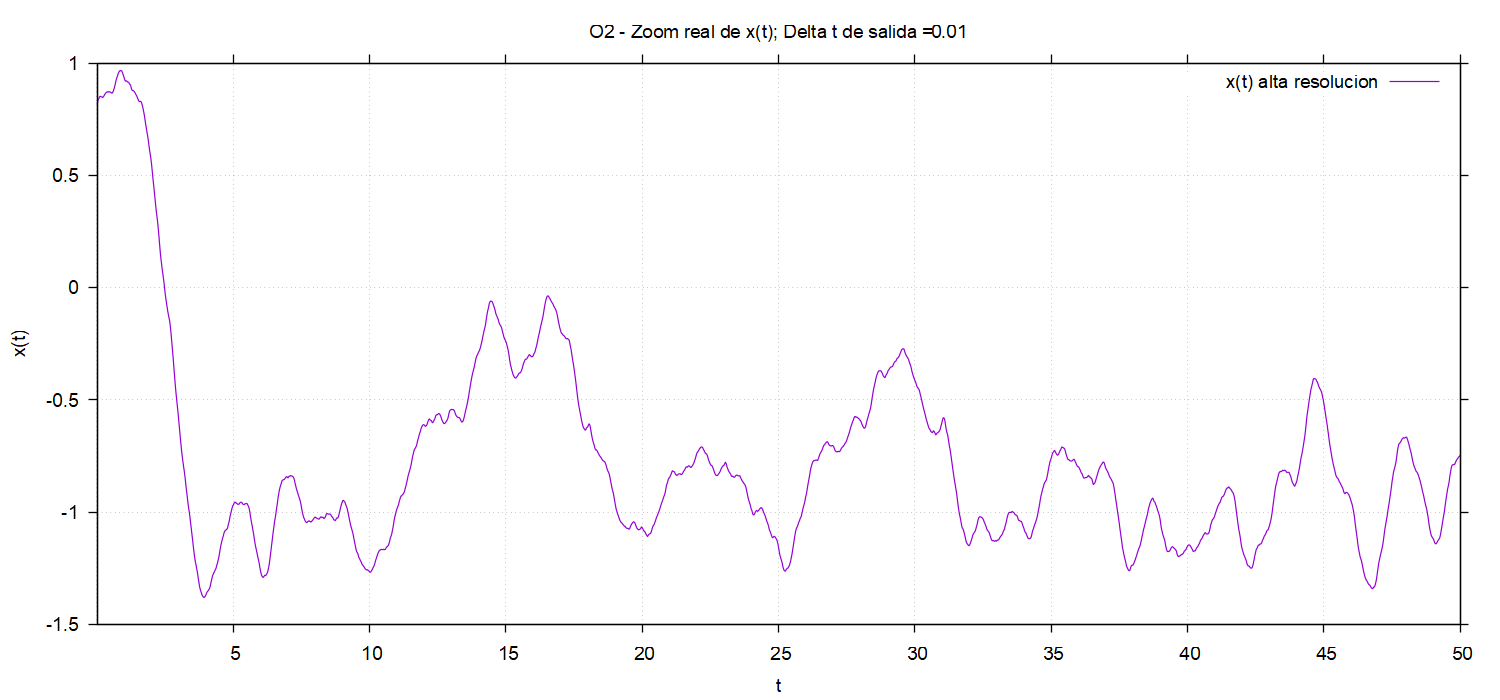 O2 - Zoom real de x(t); Delta t de salida =0.01
x(t) alta resolucion
1
0.5
0
-0.5
-1
-1.5
x(t)
5 10 15 20 25 30 35 40 45 50
t